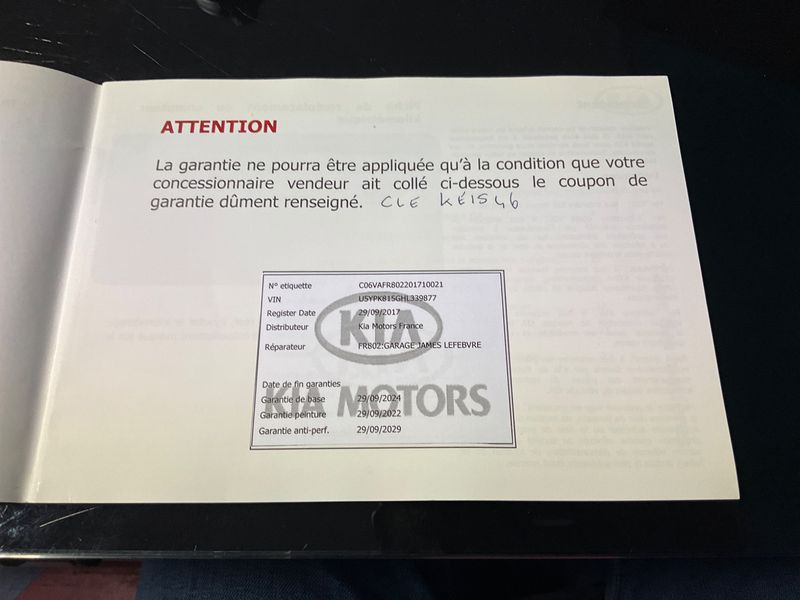 ATTENTION
La garantie ne pourra être appliquée qu'à la condition que votre
concessionnaire vendeur ait collé ci-dessous le coupon de
garantie dûment renseigné. CLE KE1546
N° etiquette C06VAFR802201710021
VIN U5YPK815GHL339877
Register Date 29/09/2017
Distributeur Kia Motors France
KIA
Réparateur FR802:GARAGE JAMES LEFEBVRE
Date de fin garanties
Garantie de base 29/09/2024
KIA MOTORS
Garantie peinture 29/09/2022
Garantie anti-perf. 29/09/2029